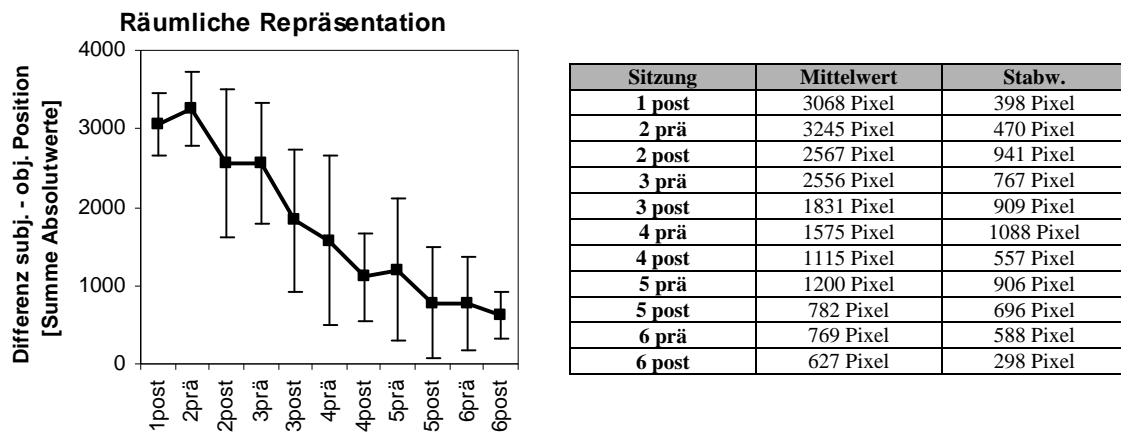 Räumliche Repräsentation
Differenz subj. - obj. Position
[Summe Absolutwerte]
4000
3000
2000
1000
0
1post
2prä
2post
3prä
3post
4prä
4post
5prä
5post
6prä
6post
Sitzung Mittelwert Stabw.
1 post 3068 Pixel 398 Pixel
2 prä 3245 Pixel 470 Pixel
2 post 2567 Pixel 941 Pixel
3 prä 2556 Pixel 767 Pixel
3 post 1831 Pixel 909 Pixel
4 prä 1575 Pixel 1088 Pixel
4 post 1115 Pixel 557 Pixel
5 prä 1200 Pixel 906 Pixel
5 post 782 Pixel 696 Pixel
6 prä 769 Pixel 588 Pixel
6 post 627 Pixel 298 Pixel